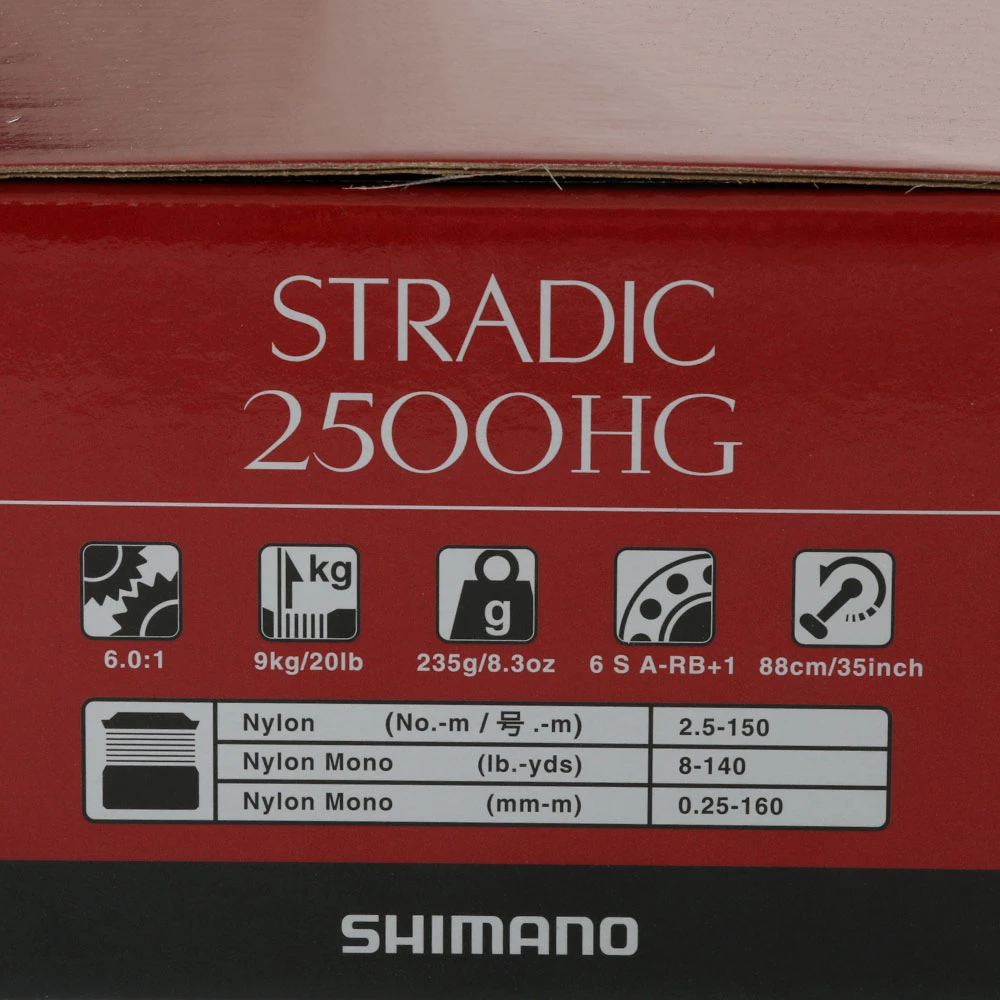 STRADIC
2500HG
kg
g
6.0:1 9kg/20lb 235g/8.3oz 6 S A-RB+1 88cm/35inch
Nylon (No.-m / 号 .-m) 2.5-150
Nylon Mono (lb.-yds) 8-140
Nylon Mono (mm-m) 0.25-160
SHIMANO